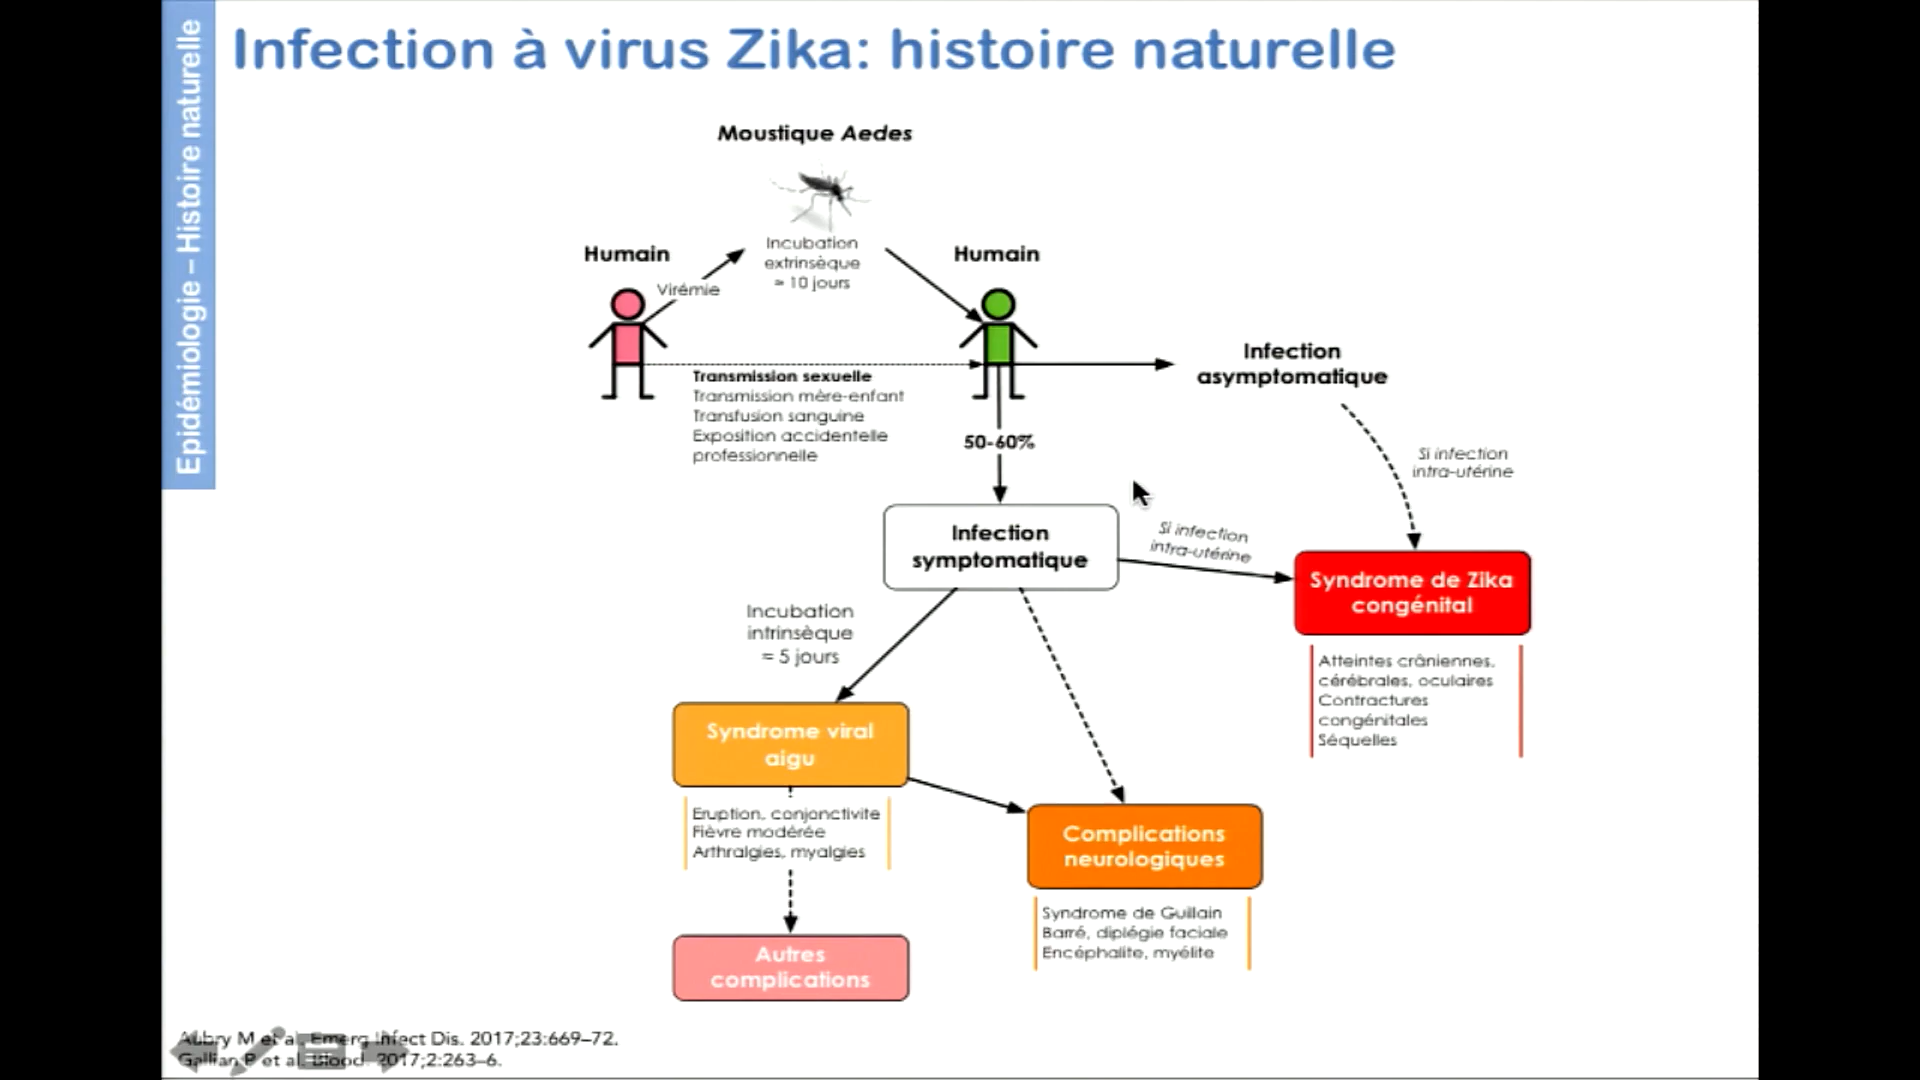 Epidémiologie – Histoire naturelle
Infection à virus Zika: histoire naturelle
Moustique Aedes
Humain
Virémie
Incubation
extrinsèque
≈ 10 jours
Humain
Transmission sexuelle
Transmission mère-enfant
Transfusion sanguine
Exposition accidentelle
professionnelle
Infection
asymptomatique
50-60%
Si infection
intra-utérine
Infection
symptomatique
Si infection
intra-utérine
Syndrome de Zika
congénital
Atteintes crâniennes,
cérébrales, oculaires
Contractures
congénitales
Séquelles
Incubation
intrinsèque
≈ 5 jours
Syndrome viral
aigu
Eruption, conjonctivite
Fièvre modérée
Arthralgies, myalgies
Complications
neurologiques
Syndrome de Guillain
Barré, diplégie faciale
Encéphalite, myélite
Autres
complications
Aubry M et al. Emerg Infect Dis. 2017;23:669–72.
Gallian P et al. Blood. 2017;2:263–6.